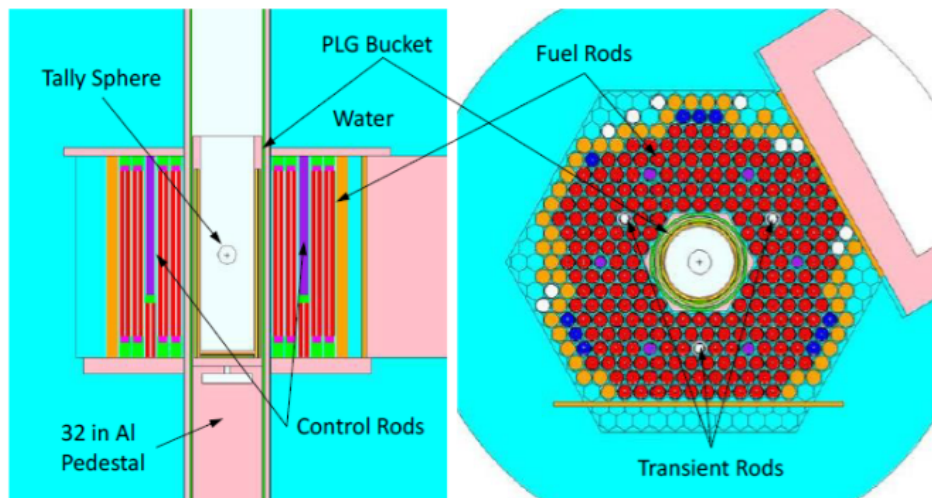 PLG Bucket
Fuel Rods
Tally Sphere
Water
Control Rods
32 in Al
Pedestal
Transient Rods